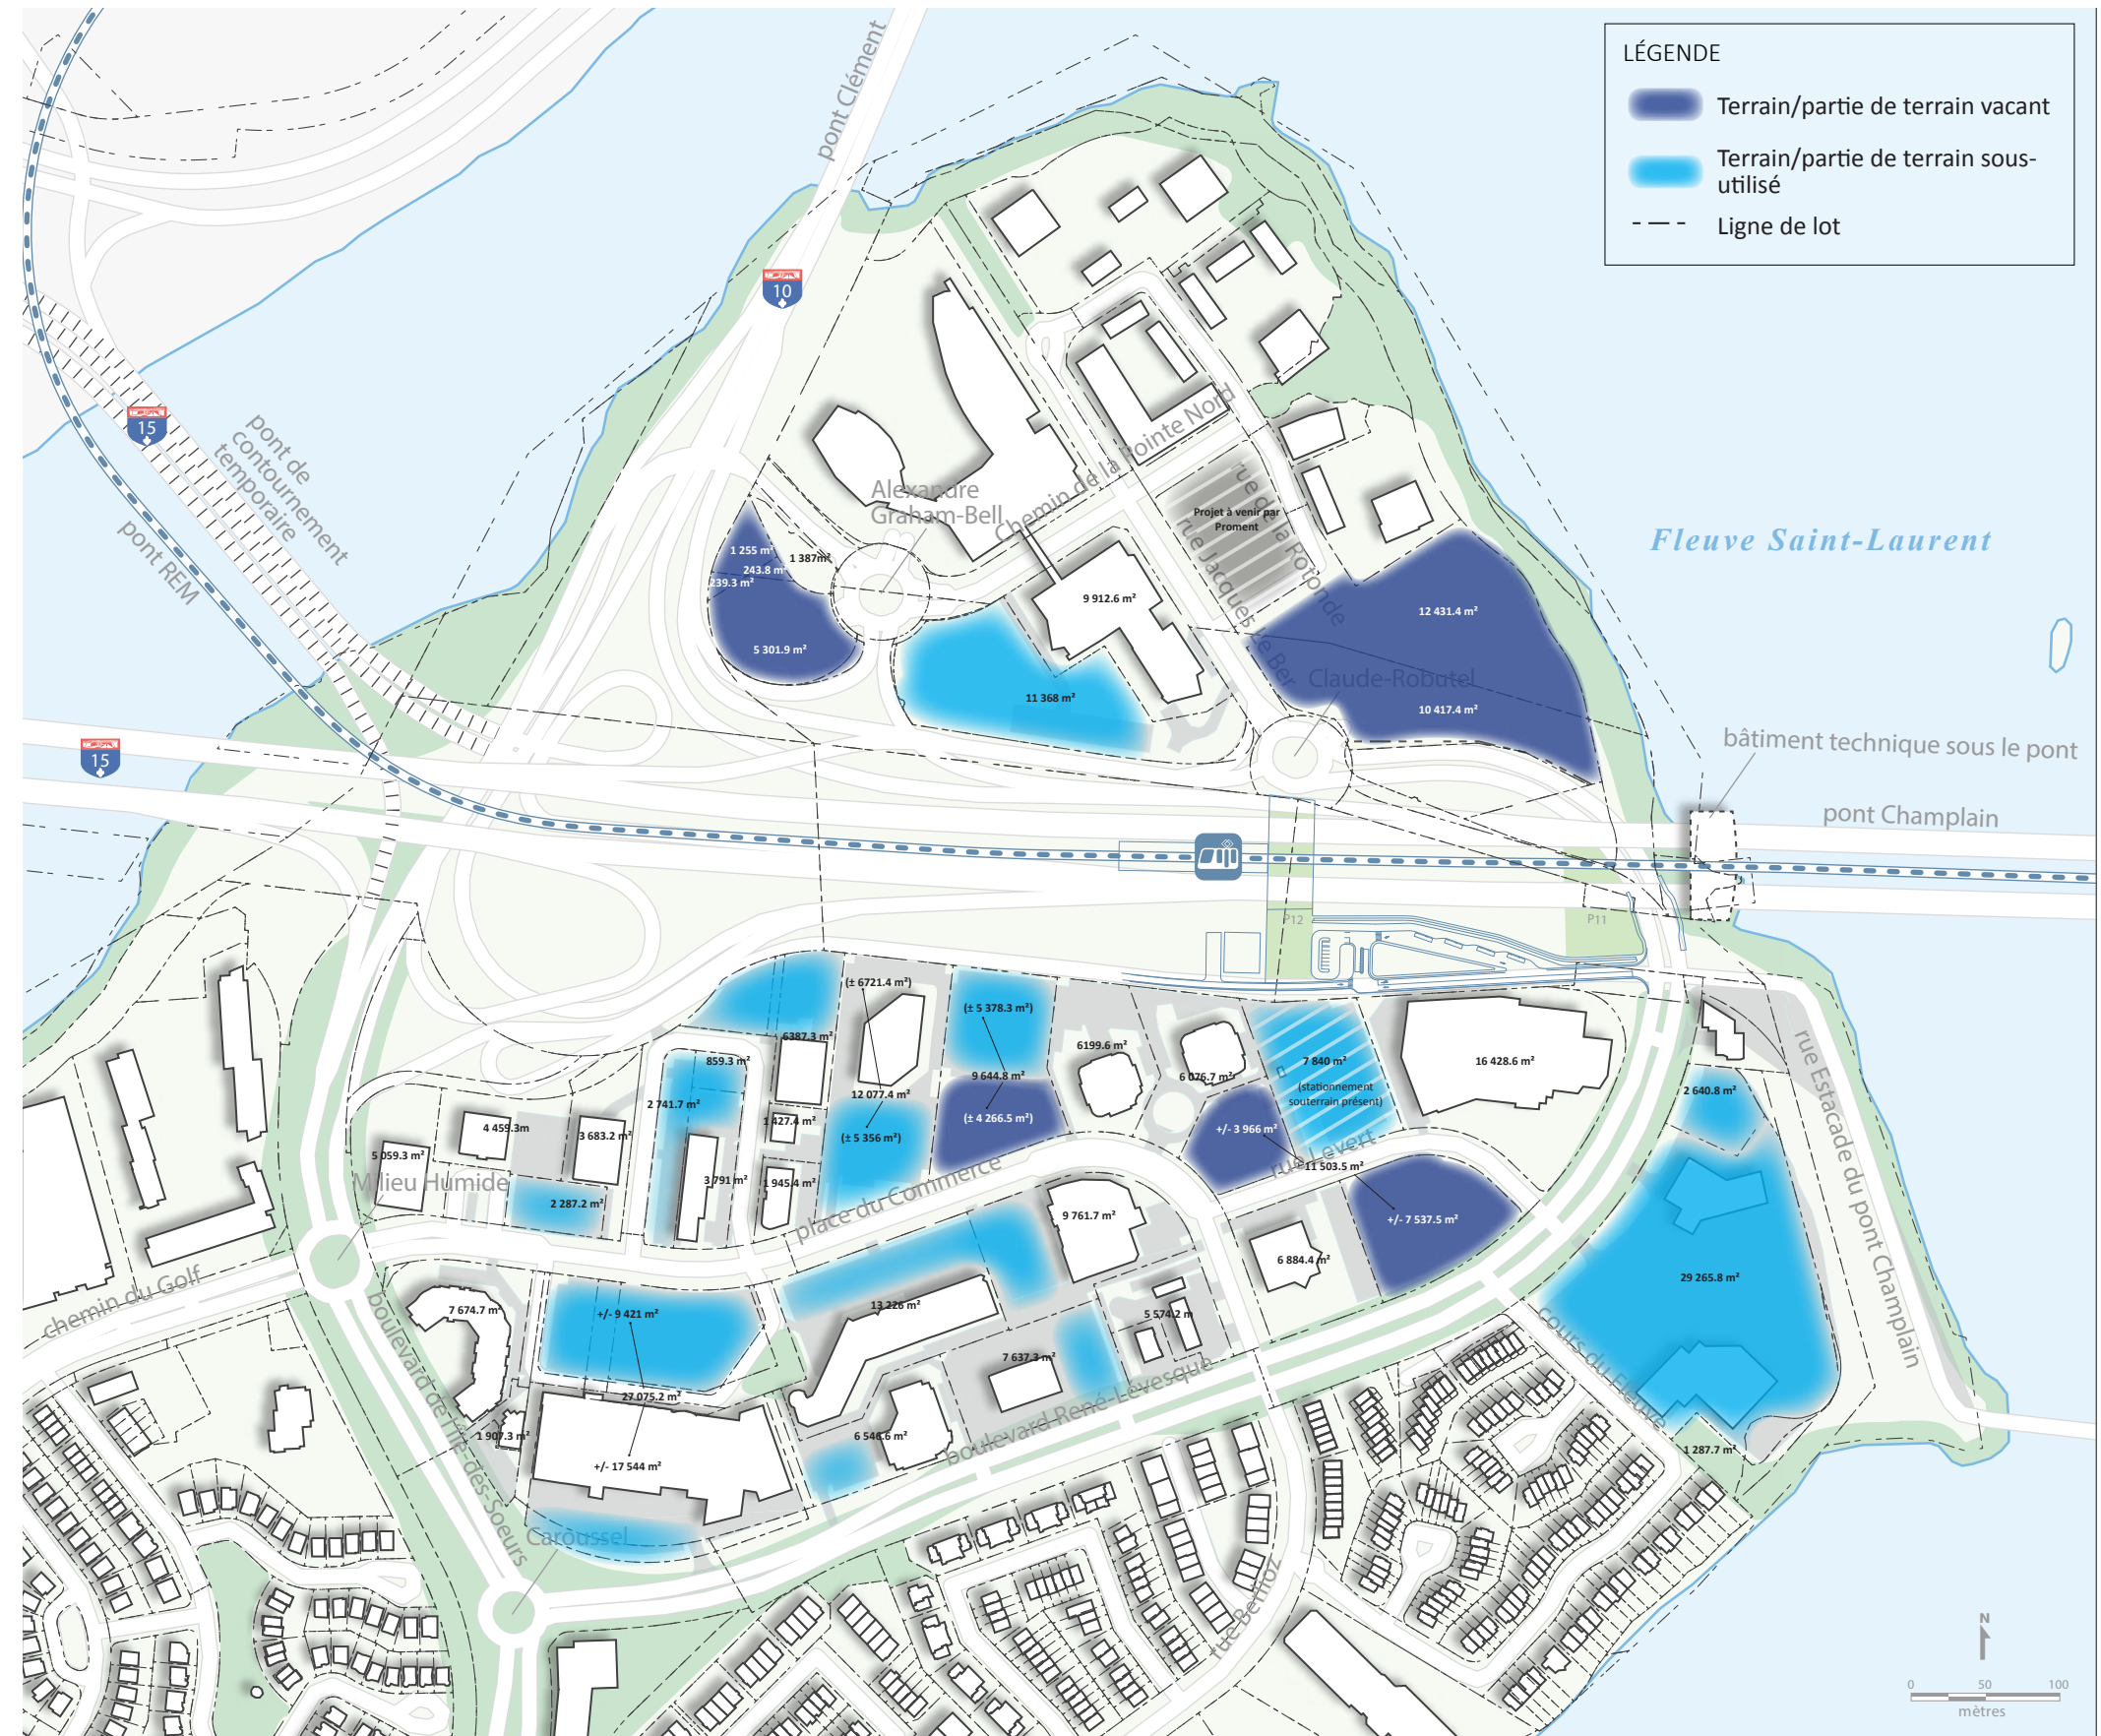 LÉGENDE
Terrain/partie de terrain vacant
Terrain/partie de terrain sous-
utilisé
Ligne de lot
pont Clément
10
15
pont de
contournement
temporaire
pont REM
Alexandre
Graham-Bell
Chemin de la Pointe Nord
rue de la Rotonde
rue Jacques Le Ber
Projet à venir par
Proment
Fleuve Saint-Laurent
1 255 m²
1 387m²
243.8 m²
239.3 m²
5 301.9 m²
9 912.6 m²
12 431.4 m²
11 368 m²
Claude-Robutel
10 417.4 m²
15
bâtiment technique sous le pont
pont Champlain
P12
P11
(± 6721.4 m²)
(± 5 378.3 m²)
6387.3 m²
6199.6 m²
859.3 m²
7 840 m²
(stationnement
souterrain présent)
16 428.6 m²
9 644.8 m²
6 076.7 m²
2 640.8 m²
12 077.4 m²
2 741.7 m²
1 427.4 m²
(± 4 266.5 m²)
4 459.3m
3 683.2 m²
(± 5 356 m²)
+/- 3 966 m²
rue Levert
11 503.5 m²
5 059.3 m²
Milieu Humide
3 791 m²
1 945.4 m²
2 287.2 m²
place du Commerce
9 761.7 m²
+/- 7 537.5 m²
rue Estacade du pont Champlain
6 884.4 m²
29 265.8 m²
chemin du Golf
7 674.7 m²
+/- 9 421 m²
13 226 m²
5 574.2 m
7 637.3 m²
boulevard de l'Île-des-Soeurs
cours du Fleuve
27 075.2 m²
boulevard René-Lévesque
1 907.3 m²
6 546.6 m²
1 287.7 m²
+/- 17 544 m²
Caroussel
rue Berlioz
N
0 50 100
mètres